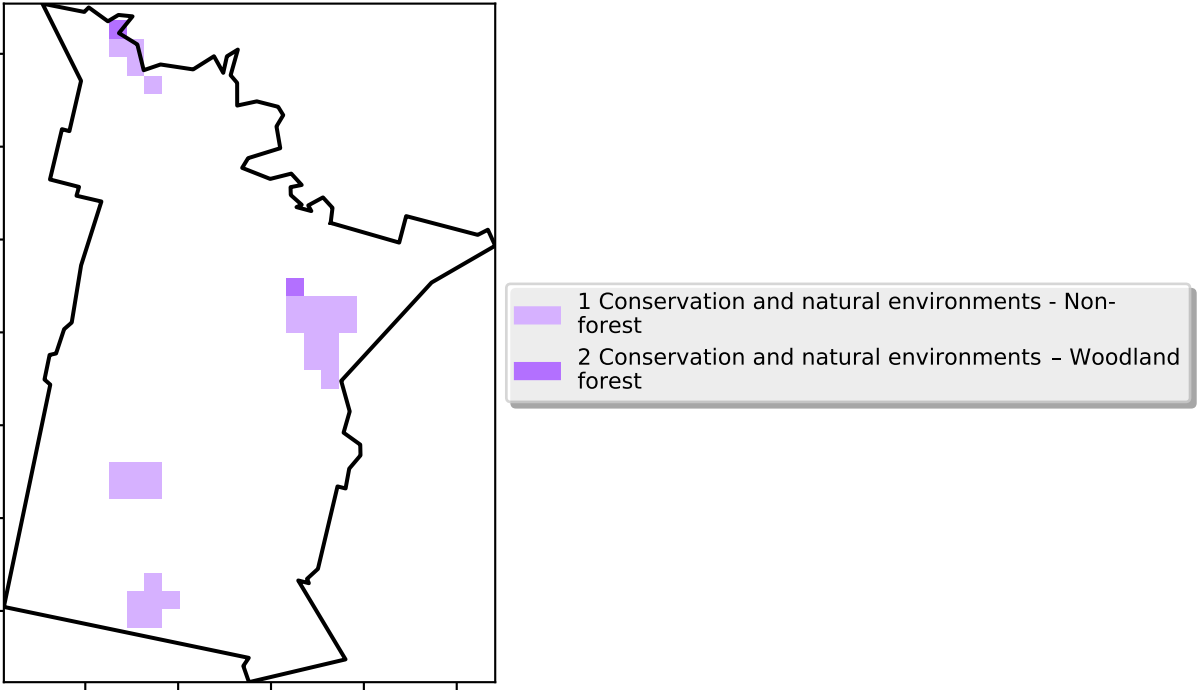 1 Conservation and natural environments - Non-
forest
2 Conservation and natural environments – Woodland
forest